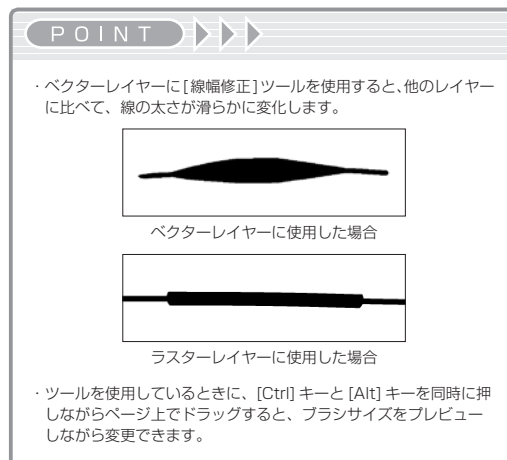 POINT
・ベクターレイヤーに[線幅修正]ツールを使用すると、他のレイヤー
に比べて、線の太さが滑らかに変化します。
ベクターレイヤーに使用した場合
ラスターレイヤーに使用した場合
・ツールを使用しているときに、[Ctrl] キーと [Alt] キーを同時に押
しながらページ上でドラッグすると、ブラシサイズをプレビュー
しながら変更できます。